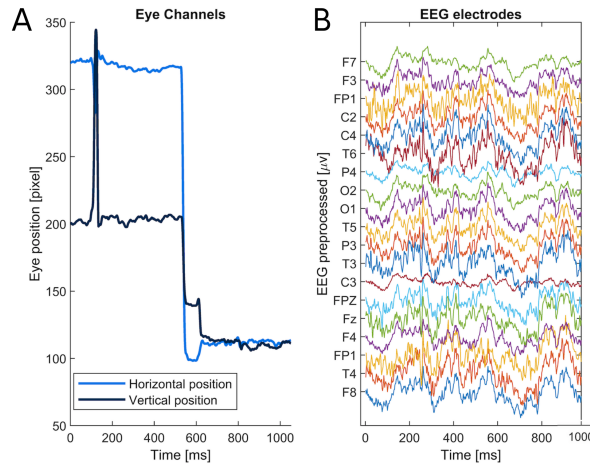 A
Eye Channels
Eye position [pixel]
350
300
250
200
150
100
50
0
200
400
600
800
1000
Time [ms]
Horizontal position
Vertical position
B
EEG electrodes
EEG preprocessed [μv]
F7
F3
FP1
C2
C4
T6
P4
O2
O1
T5
P3
T3
C3
FPZ
Fz
F4
FP1
T4
F8
0
200
400
600
800
1000
Time [ms]